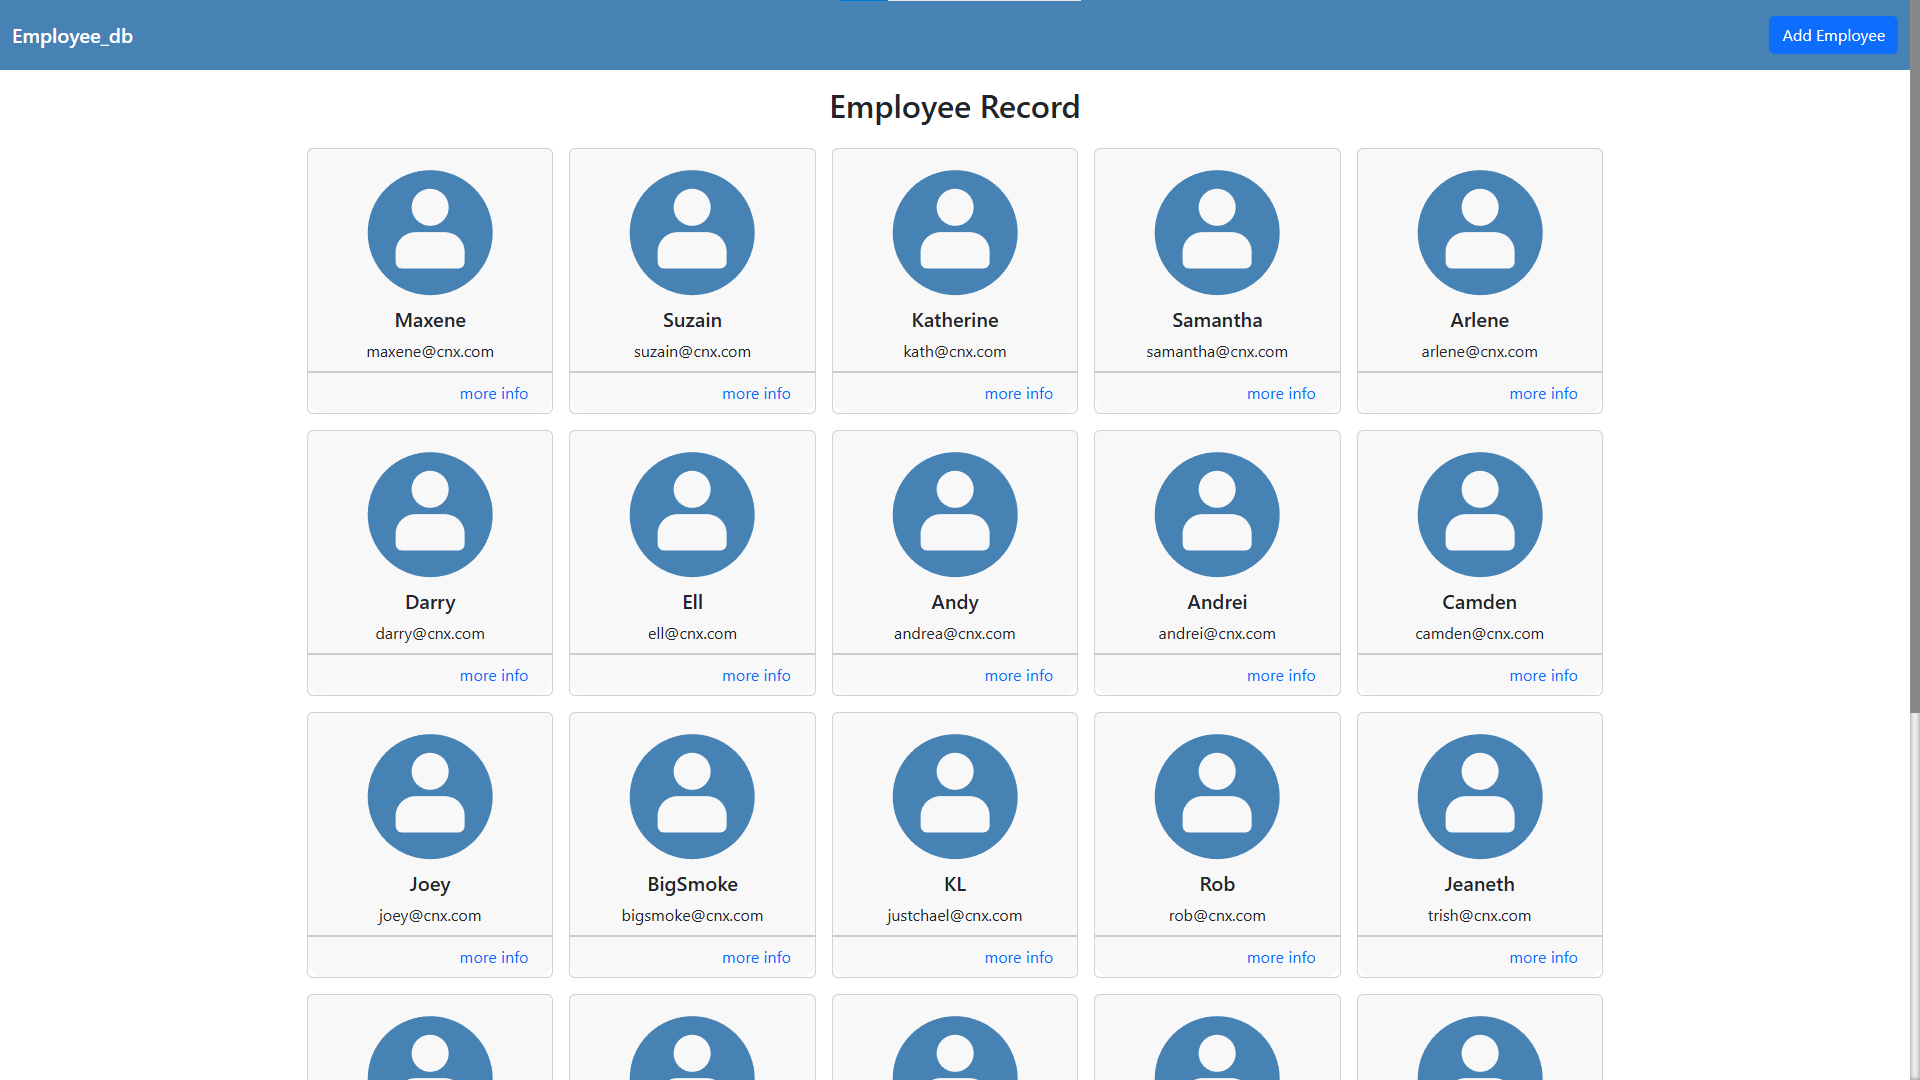 Employee_db
Add Employee
Employee Record
Maxene
maxene@cnx.com
more info
Suzain
suzain@cnx.com
more info
Katherine
kath@cnx.com
more info
Samantha
samantha@cnx.com
more info
Arlene
arlene@cnx.com
more info
Darry
darry@cnx.com
more info
Ell
ell@cnx.com
more info
Andy
andrea@cnx.com
more info
Andrei
andrei@cnx.com
more info
Camden
camden@cnx.com
more info
Joey
joey@cnx.com
more info
BigSmoke
bigsmoke@cnx.com
more info
KL
justchael@cnx.com
more info
Rob
rob@cnx.com
more info
Jeaneth
trish@cnx.com
more info